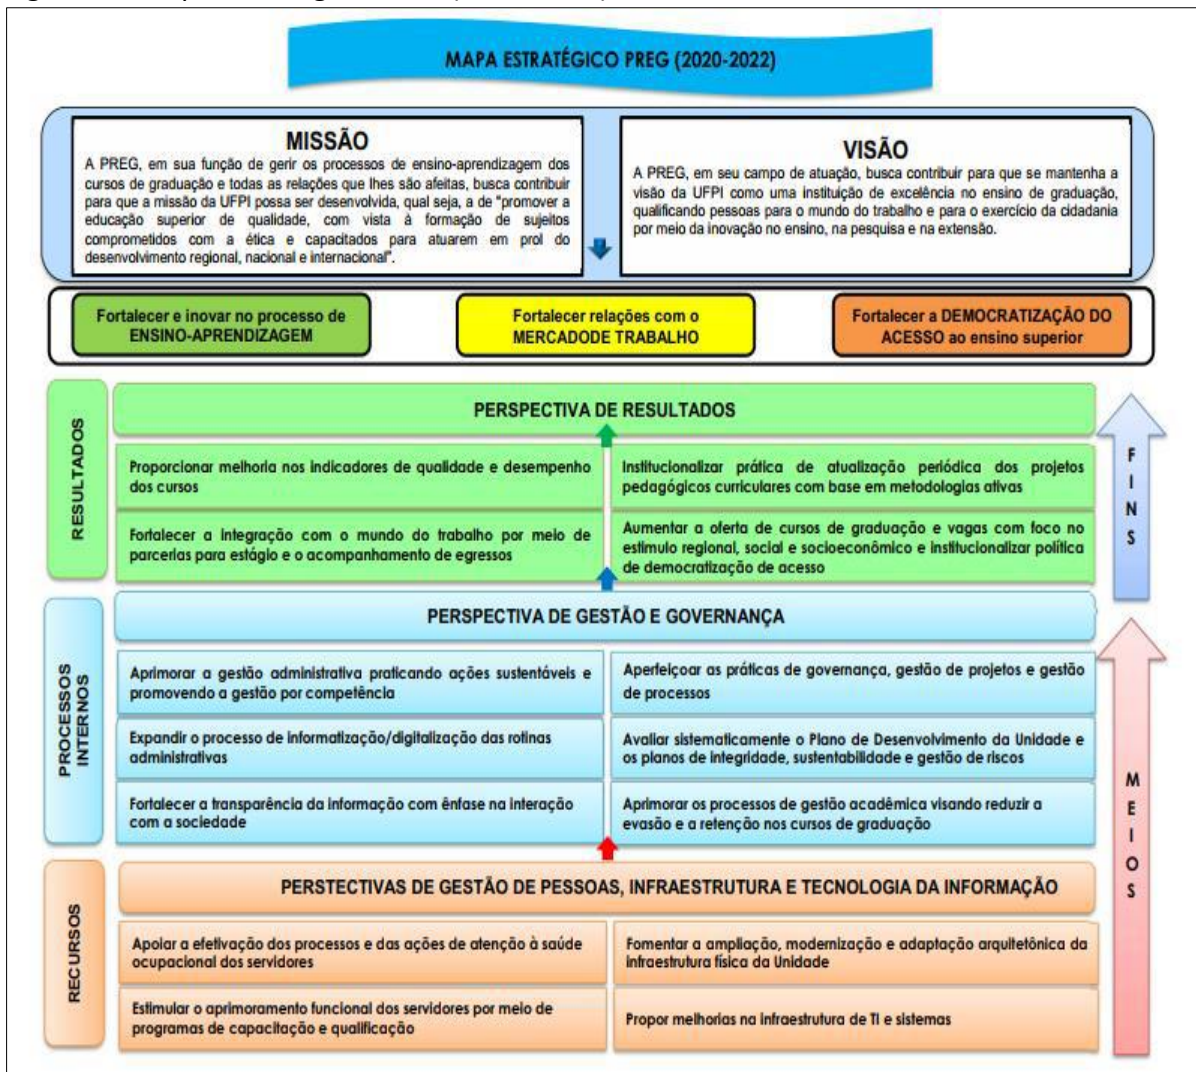 MAPA ESTRATÉGICO PREG (2020-2022)
MISSÃO
A PREG, em sua função de gerir os processos de ensino-aprendizagem dos
cursos de graduação e todas as relações que lhes são afeitas, busca contribuir
para que a missão da UFPI possa ser desenvolvida, qual seja, a de “promover a
educação superior de qualidade, com vista à formação de sujeitos
comprometidos com a ética e capacitados para atuarem em prol do
desenvolvimento regional, nacional e internacional”.
VISÃO
A PREG, em seu campo de atuação, busca contribuir para que se mantenha a
visão da UFPI como uma instituição de excelência no ensino de graduação,
qualificando pessoas para o mundo do trabalho e para o exercício da cidadania
por meio da inovação no ensino, na pesquisa e na extensão.
Fortalecer e inovar no processo de
ENSINO-APRENDIZAGEM
Fortalecer relações com o
MERCADODE TRABALHO
Fortalecer a DEMOCRATIZAÇÃO DO
ACESSO ao ensino superior
RESULTADOS
PERSPECTIVA DE RESULTADOS
Proporcionar melhoria nos indicadores de qualidade e desempenho
dos cursos
Institucionalizar prática de atualização periódica dos projetos
pedagógicos curriculares com base em metodologias ativas
Fortalecer a integração com o mundo do trabalho por meio de
parcerias para estágio e o acompanhamento de egressos
Aumentar a oferta de cursos de graduação e vagas com foco no
estimulo regional, social e socioeconômico e institucionalizar política
de democratização de acesso
FINS
PROCESSOS
INTERNOS
PERSPECTIVA DE GESTÃO E GOVERNANÇA
Aprimorar a gestão administrativa praticando ações sustentáveis e
promovendo a gestão por competência
Aperfeiçoar as práticas de governança, gestão de projetos e gestão
de processos
Expandir o processo de informatização/digitalização das rotinas
administrativas
Avaliar sistematicamente o Plano de Desenvolvimento da Unidade e
os planos de integridade, sustentabilidade e gestão de riscos
Fortalecer a transparência da informação com ênfase na interação
com a sociedade
Aprimorar os processos de gestão acadêmica visando reduzir a
evasão e a retenção nos cursos de graduação
MEIOS
RECURSOS
PERSTECTIVAS DE GESTÃO DE PESSOAS, INFRAESTRUTURA E TECNOLOGIA DA INFORMAÇÃO
Apoiar a efetivação dos processos e das ações de atenção à saúde
ocupacional dos servidores
Fomentar a ampliação, modernização e adaptação arquitetônica da
infraestrutura física da Unidade
Estimular o aprimoramento funcional dos servidores por meio de
programas de capacitação e qualificação
Propor melhorias na infraestrutura de TI e sistemas